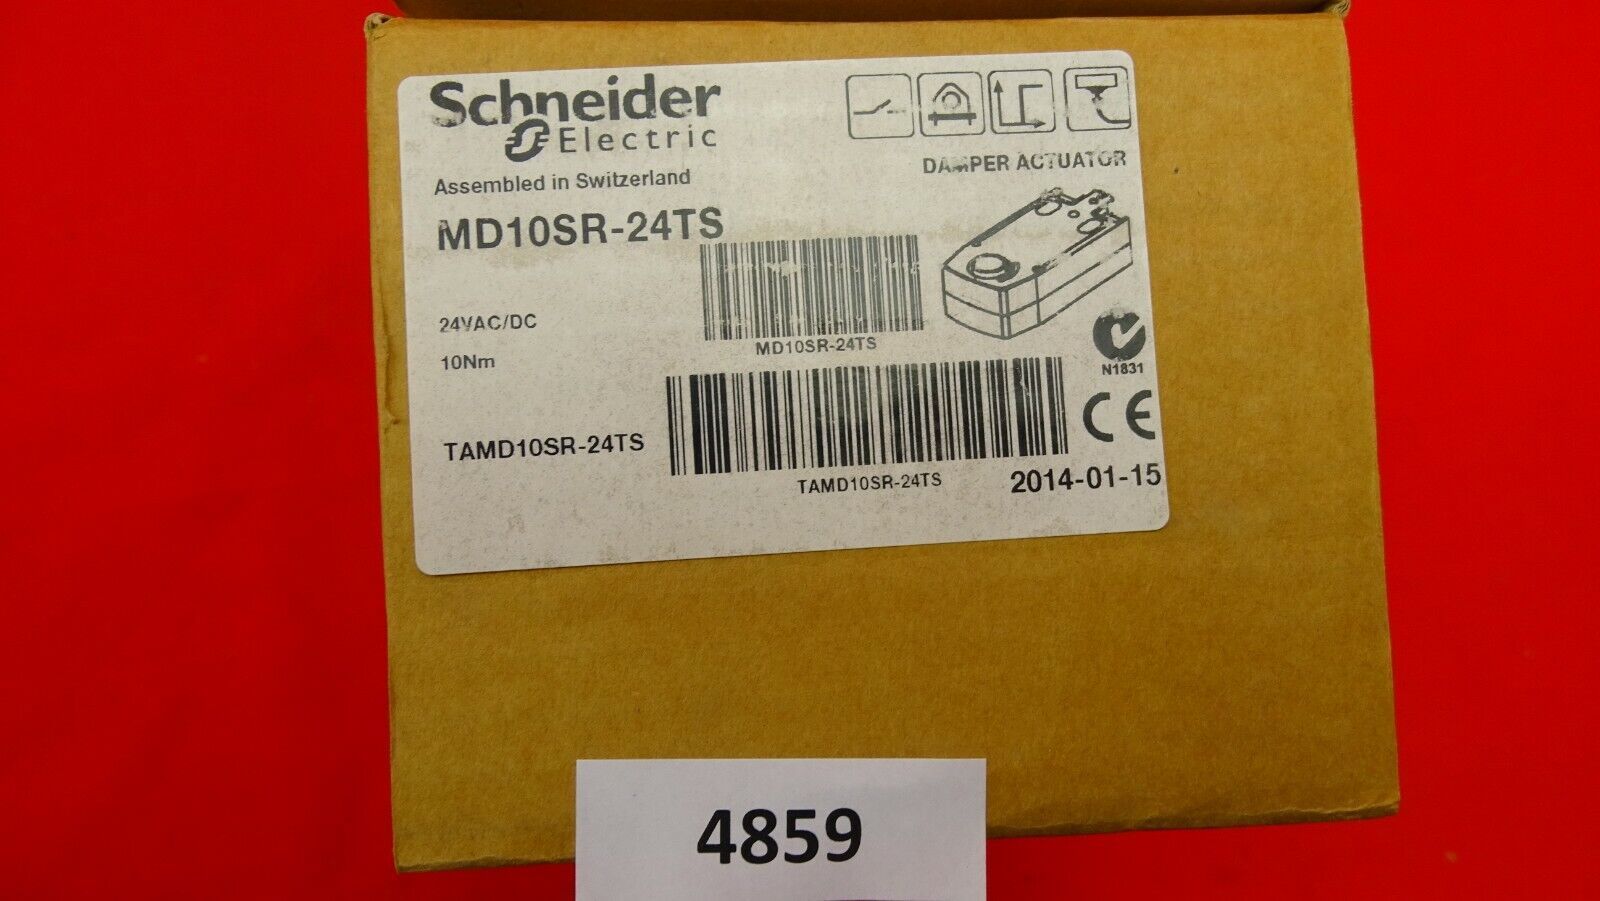 Schneider
Electric
Assembled in Switzerland
DAMPER ACTUATOR
MD10SR-24TS
MD10SR-24TS
24VAC/DC
10Nm
N1831
CE
TAMD10SR-24TS
TAMD10SR-24TS
2014-01-15
4859